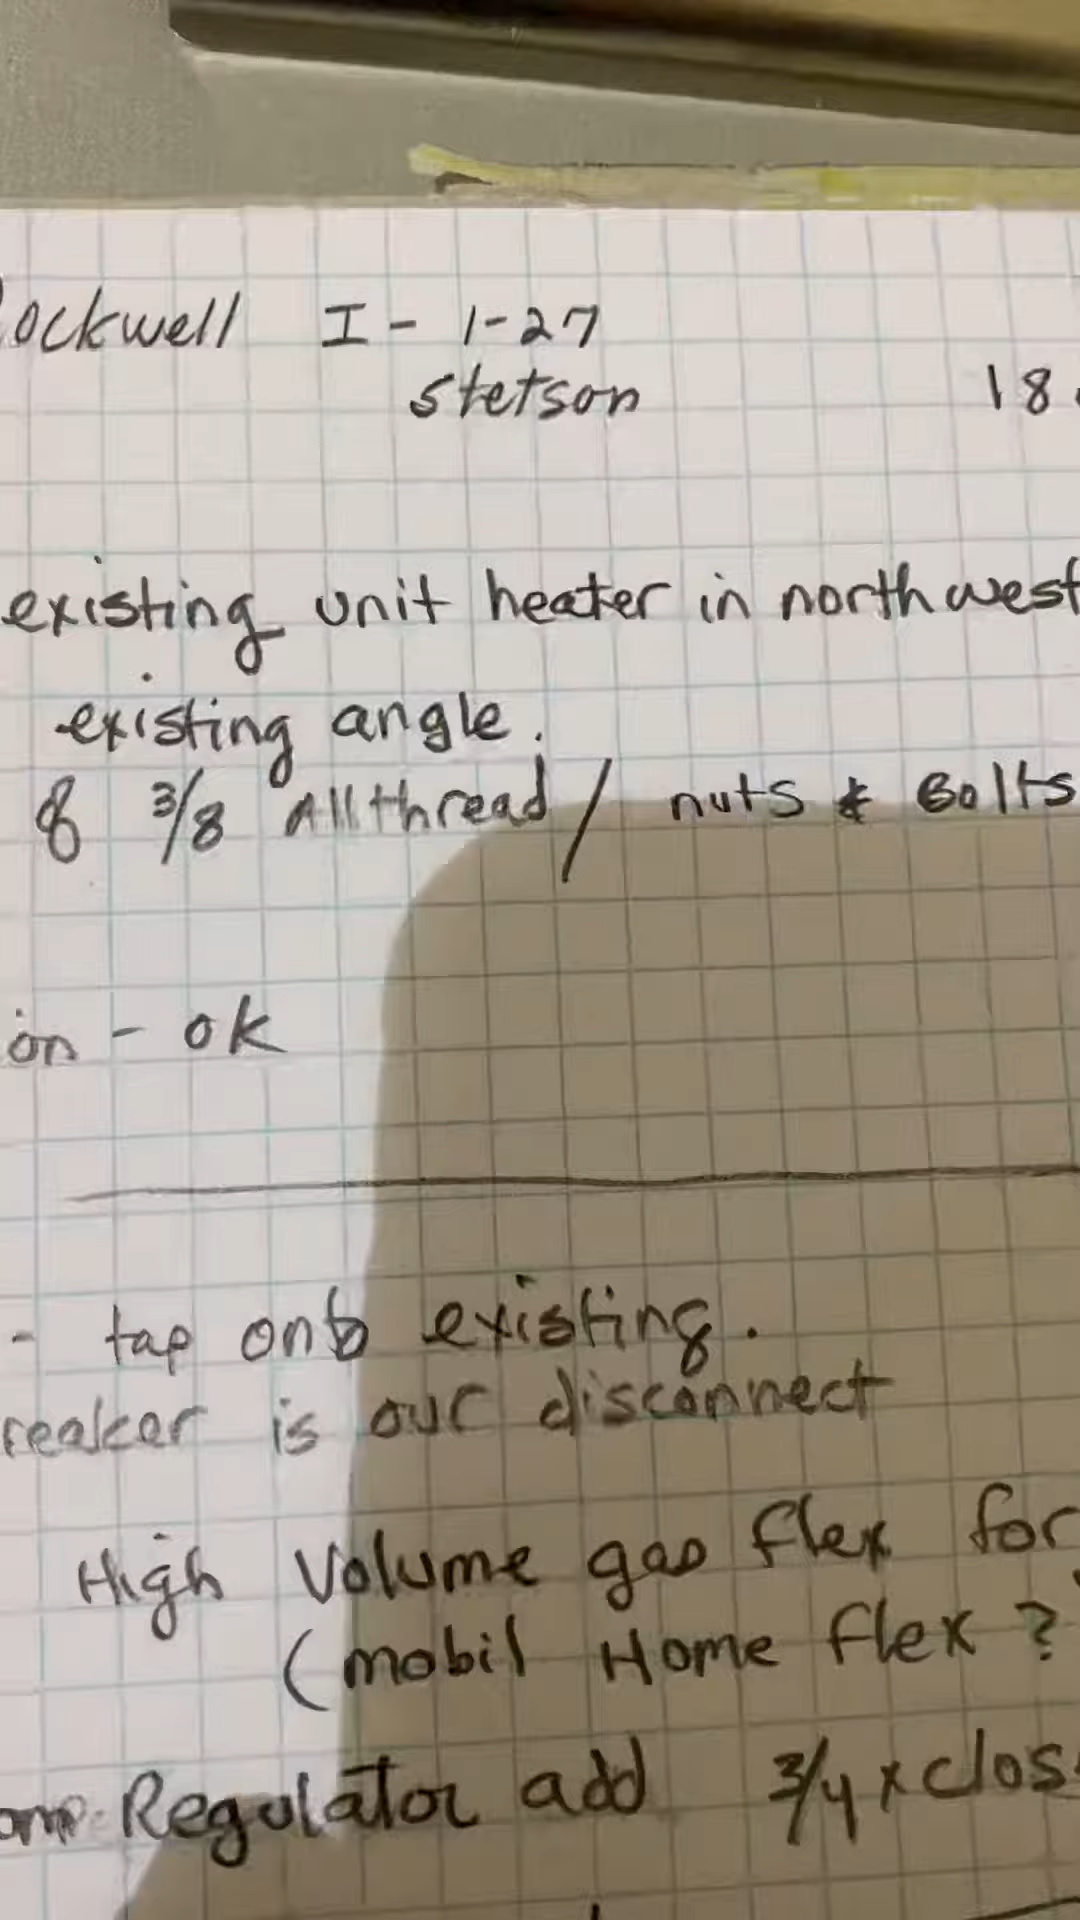 Rockwell I - 1-27
stetson 18.
existing unit heater in northwest
existing angle.
of 3/8 Allthread / nuts & Bolts
on - ok
- tap onto existing.
reaker is our disconnect
High Volume gas flex for
(mobil Home flex ?
Regulator add 3/4 x clos